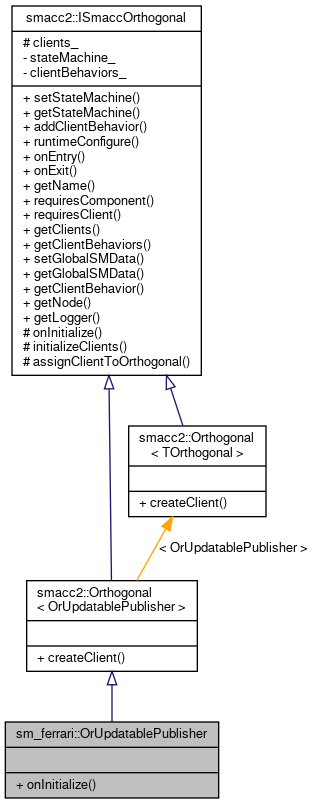 smacc2::ISmaccOrthogonal
# clients_
- stateMachine_
- clientBehaviors_
+ setStateMachine()
+ getStateMachine()
+ addClientBehavior()
+ runtimeConfigure()
+ onEntry()
+ onExit()
+ getName()
+ requiresComponent()
+ requiresClient()
+ getClients()
+ getClientBehaviors()
+ setGlobalSMData()
+ getGlobalSMData()
+ getClientBehavior()
+ getNode()
+ getLogger()
# onInitialize()
# initializeClients()
# assignClientToOrthogonal()
smacc2::Orthogonal
< TOrthogonal >
+ createClient()
< OrUpdatablePublisher >
smacc2::Orthogonal
< OrUpdatablePublisher >
+ createClient()
sm_ferrari::OrUpdatablePublisher
+ onInitialize()